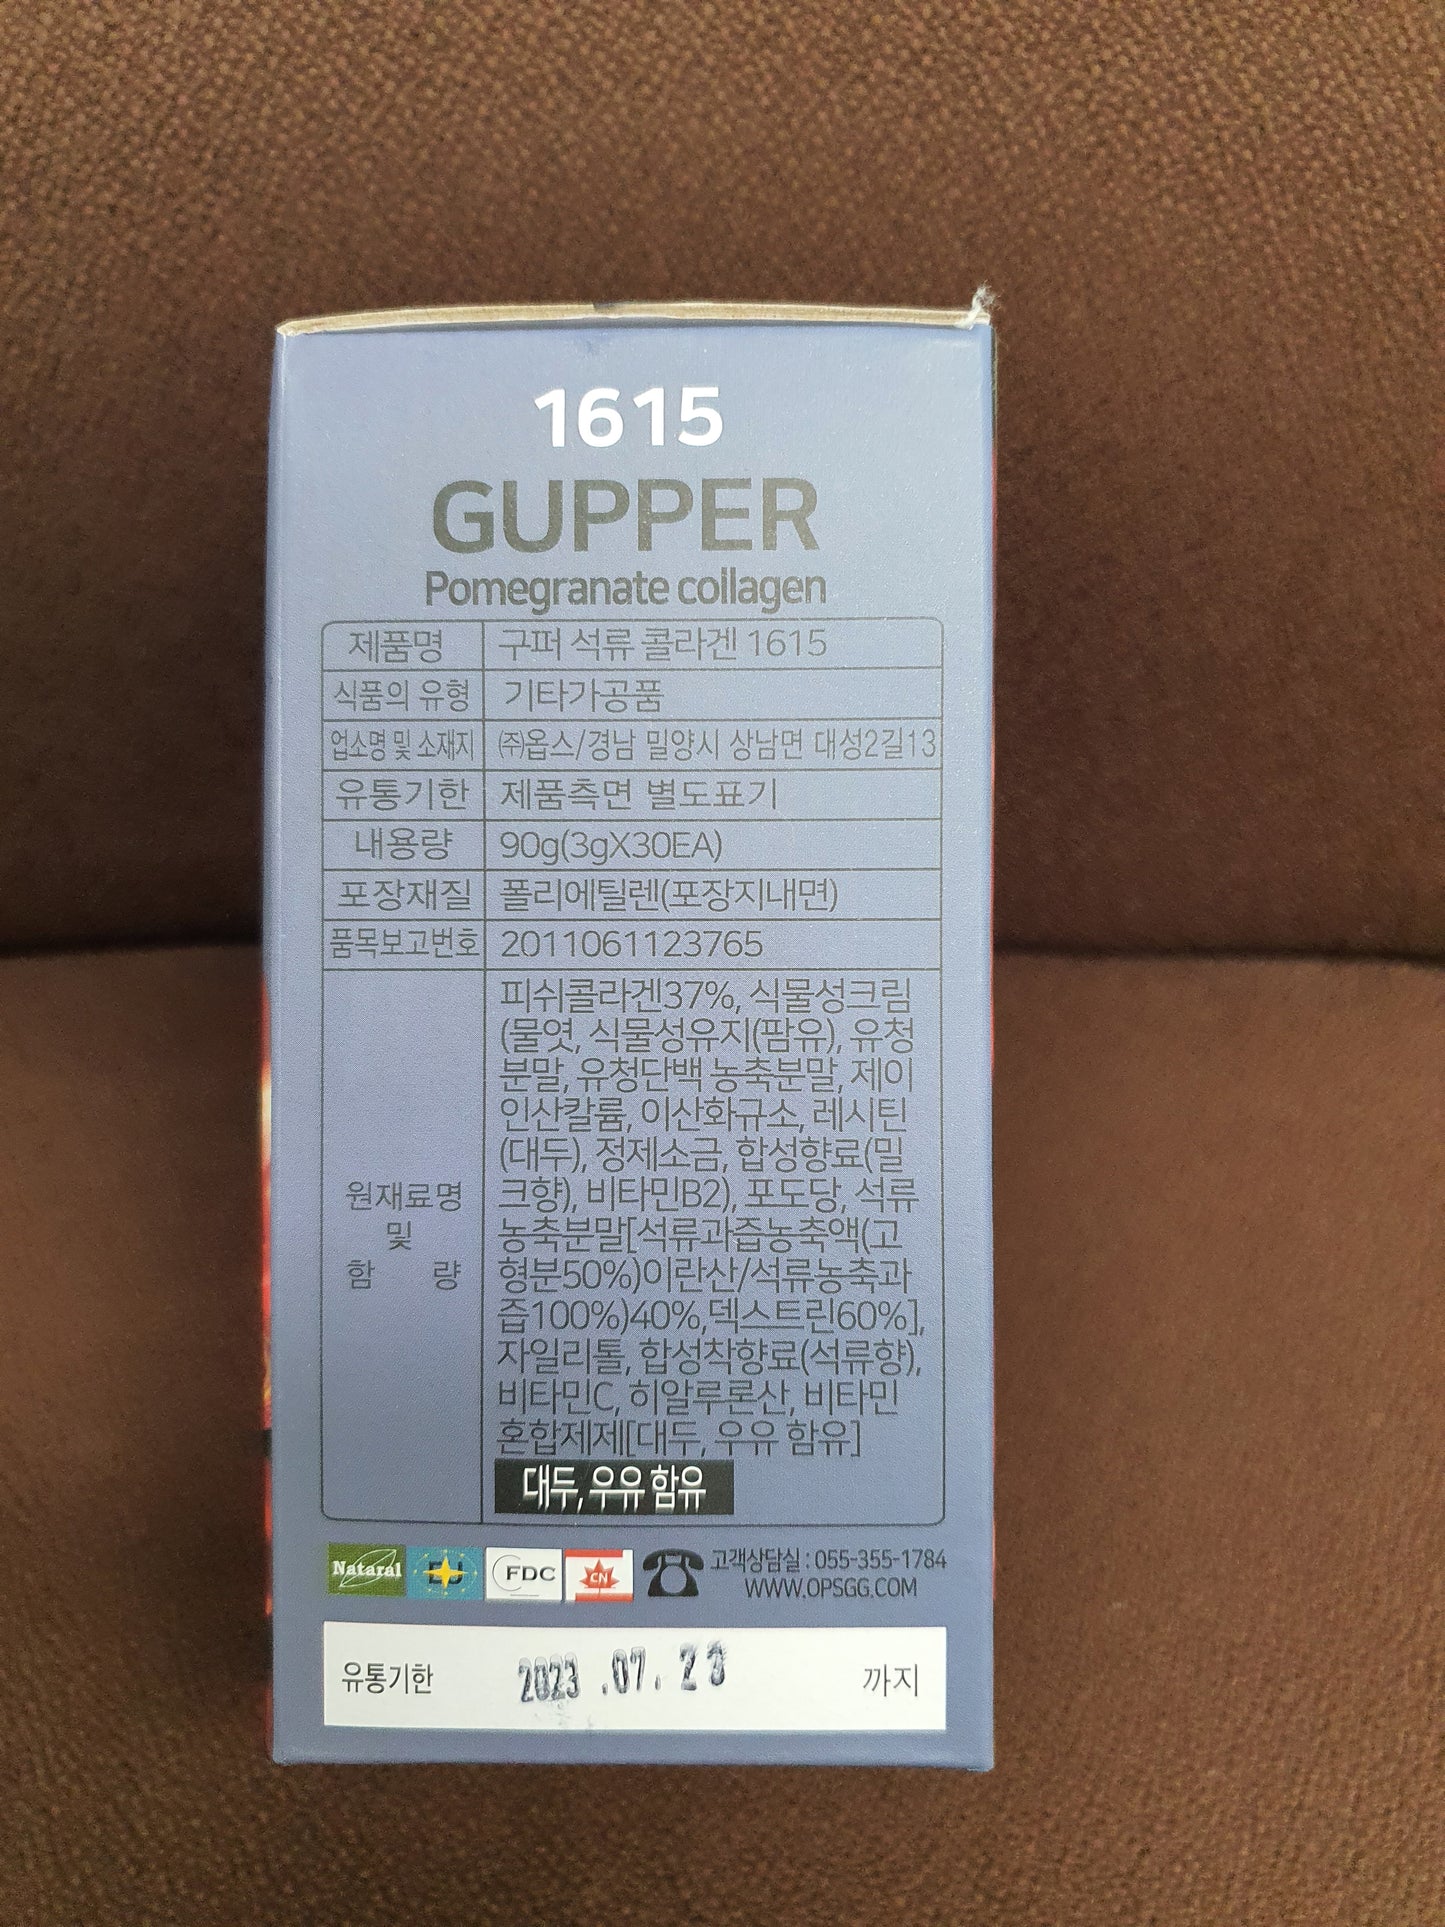 1615
GUPPER
Pomegranate collagen
제품명 구퍼 석류 콜라겐 1615
식품의 유형 기타가공품
업소명 및 소재지 ㈜옵스/경남 밀양시 상남면 대성2길13
유통기한 제품측면 별도표기
내용량 90g(3gX30EA)
포장재질 폴리에틸렌(포장지내면)
품목보고번호 2011061123765
원재료명
및
함 량
피쉬콜라겐37%, 식물성크림
(물엿, 식물성유지(팜유), 유청
분말, 유청단백 농축분말, 제이
인산칼륨, 이산화규소, 레시틴
(대두), 정제소금, 합성향료(밀
크향), 비타민B2), 포도당, 석류
농축분말[석류과즙농축액(고
형분50%)이란산/석류농축과
즙100%)40%,덱스트린60%],
자일리톨, 합성착향료(석류향),
비타민C, 히알루론산, 비타민
혼합제제[대두, 우유 함유]
대두, 우유 함유
Nataral EU FDC CN 고객상담실 : 055-355-1784
WWW.OPSGG.COM
유통기한 2023 .07. 23 까지